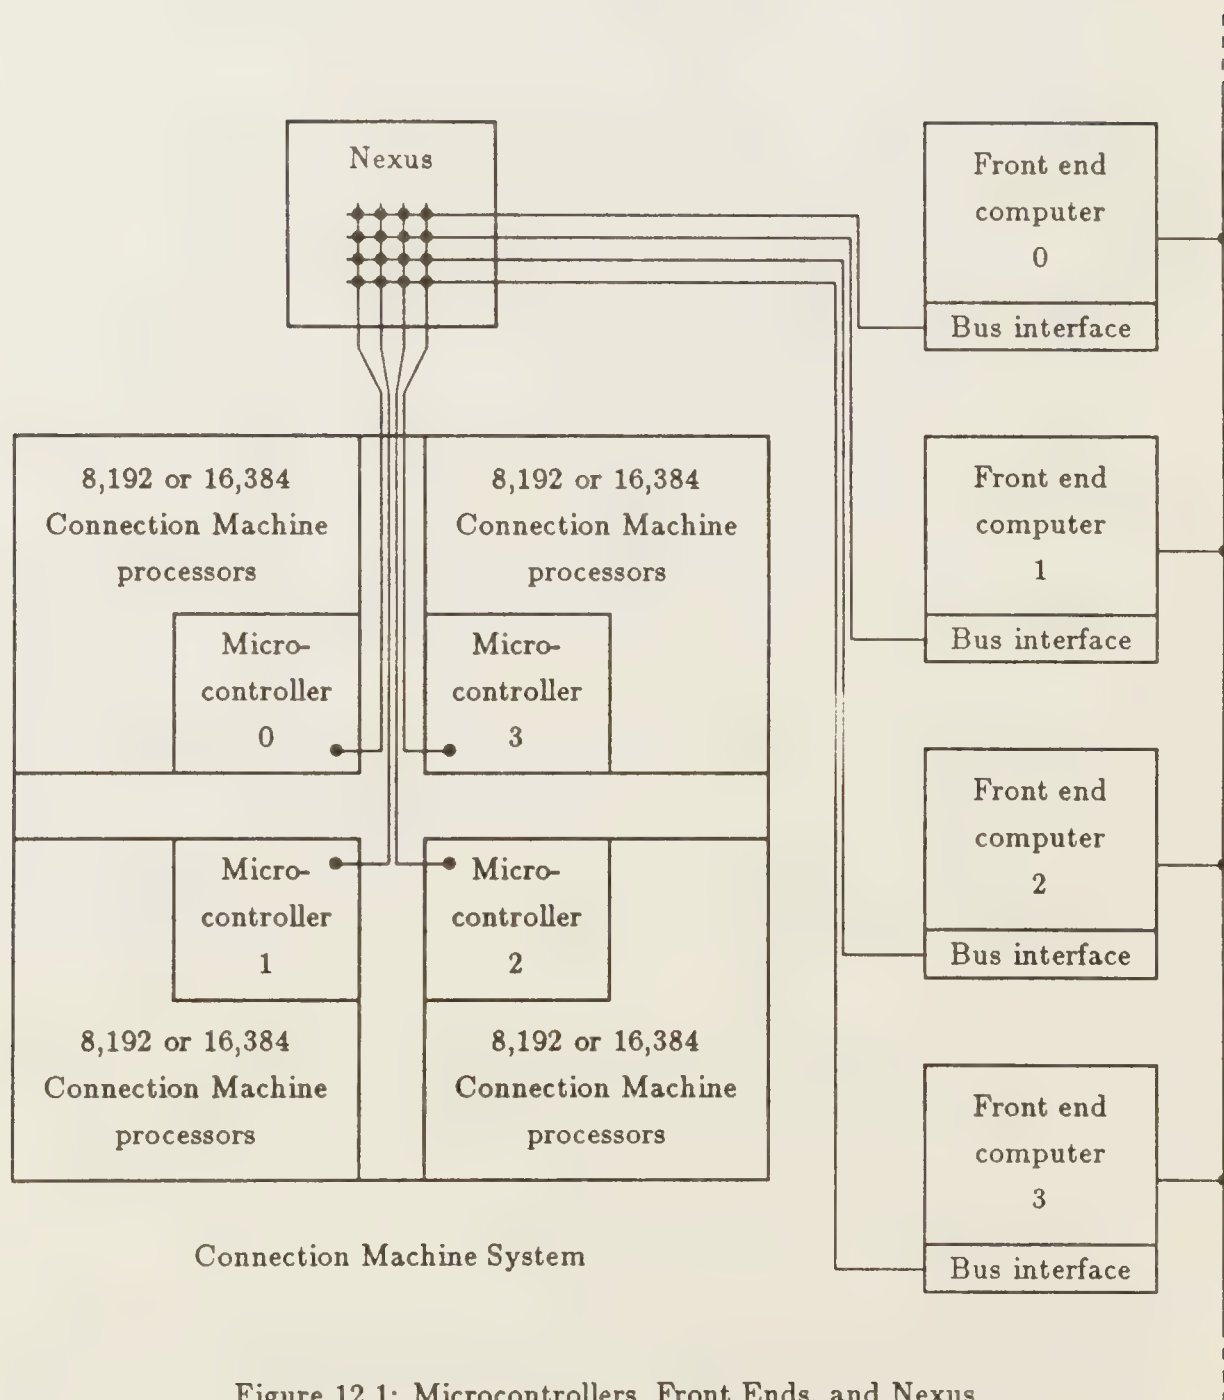 Nexus
Front end
computer
0
Bus interface
8,192 or 16,384
Connection Machine
processors
Micro-
controller
0
8,192 or 16,384
Connection Machine
processors
Micro-
controller
3
Front end
computer
1
Bus interface
Micro-
controller
1
8,192 or 16,384
Connection Machine
processors
Micro-
controller
2
8,192 or 16,384
Connection Machine
processors
Front end
computer
2
Bus interface
Front end
computer
3
Bus interface
Connection Machine System
Figure 12.1: Microcontrollers, Front Ends, and Nexus